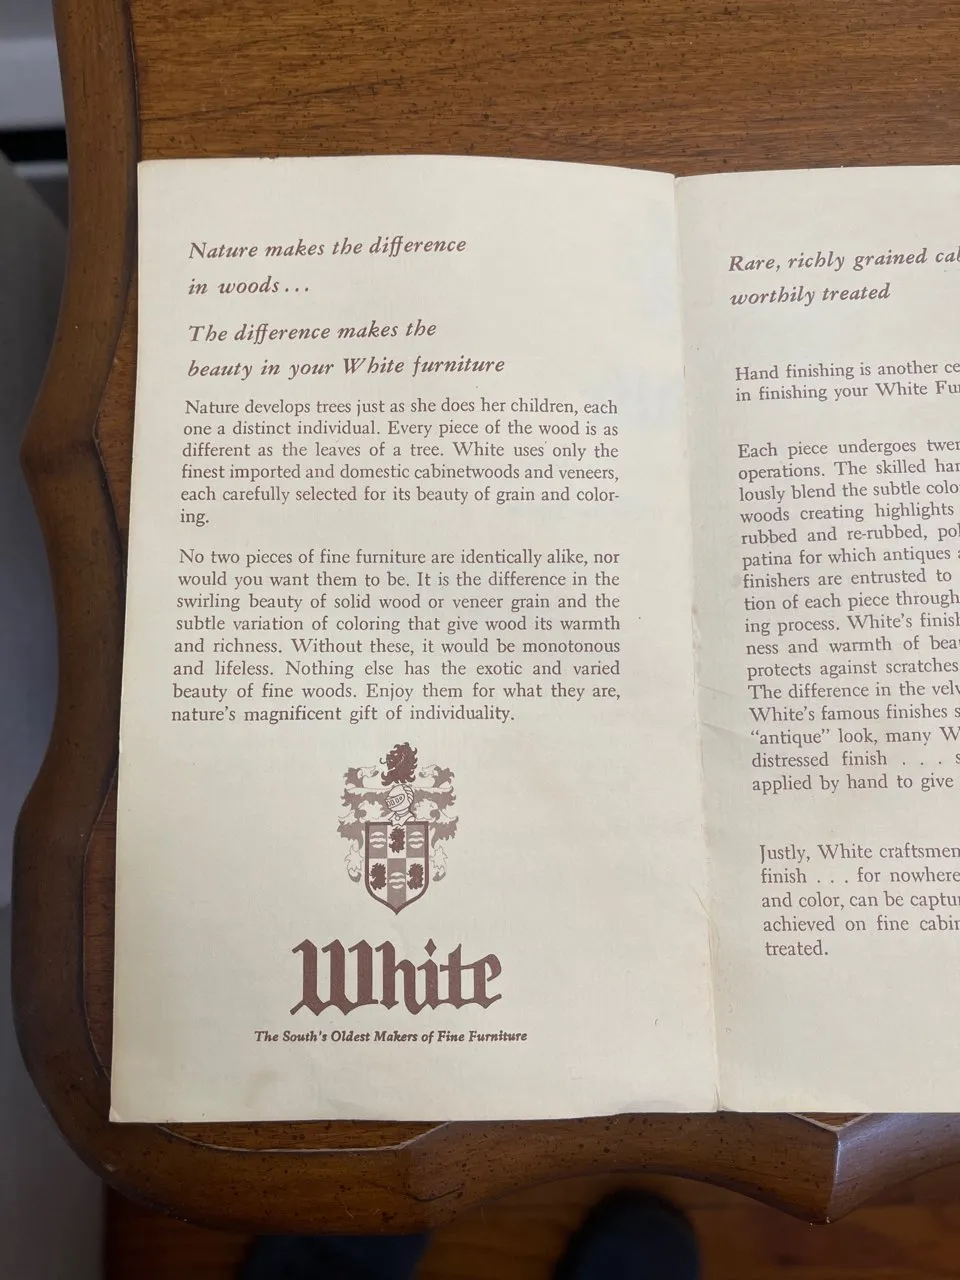 Nature makes the difference
in woods...
The difference makes the
beauty in your White furniture
Nature develops trees just as she does her children, each
one a distinct individual. Every piece of the wood is as
different as the leaves of a tree. White uses only the
finest imported and domestic cabinetwoods and veneers,
each carefully selected for its beauty of grain and color-
ing.
No two pieces of fine furniture are identically alike, nor
would you want them to be. It is the difference in the
swirling beauty of solid wood or veneer grain and the
subtle variation of coloring that give wood its warmth
and richness. Without these, it would be monotonous
and lifeless. Nothing else has the exotic and varied
beauty of fine woods. Enjoy them for what they are,
nature's magnificent gift of individuality.
White
The South's Oldest Makers of Fine Furniture
Rare, richly grained
worthily treated
Hand finishing is another
in finishing your White
Each piece undergoes
operations. The skilled
lously blend the subtle
woods creating highlights
rubbed and re-rubbed,
patina for which antiques
finishers are entrusted to
tion of each piece through
ing process. White's
ness and warmth of
protects against scratches
The difference in the
White's famous finishes
"antique" look, many
distressed finish . . .
applied by hand to give
Justly, White craftsmen
finish . . . for nowhere
and color, can be
achieved on fine
treated.